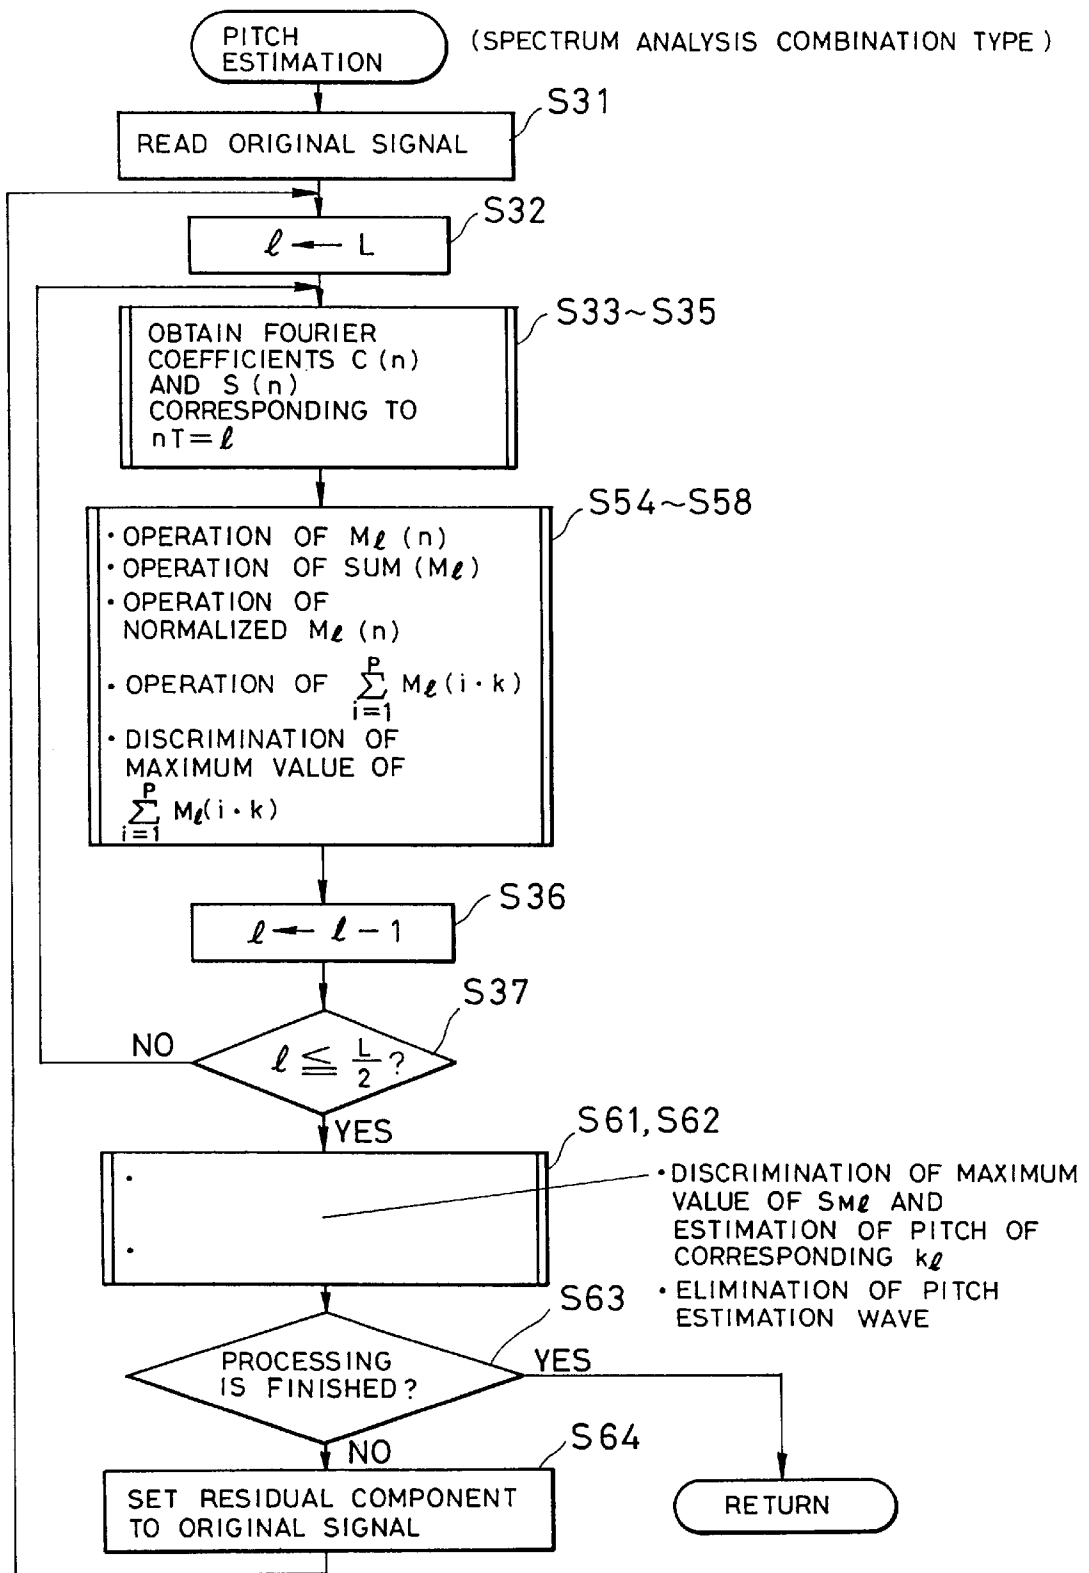 PITCH
ESTIMATION
(SPECTRUM ANALYSIS COMBINATION TYPE)
S31
READ ORIGINAL SIGNAL
S32
ℓ ← L
S33~S35
OBTAIN FOURIER
COEFFICIENTS C(n)
AND S(n)
CORRESPONDING TO
nT=ℓ
S54~S58
・OPERATION OF Mℓ(n)
・OPERATION OF SUM(Mℓ)
・OPERATION OF
NORMALIZED Mℓ(n)
・OPERATION OF ∑_{i=1}^{P} Mℓ(i・k)
・DISCRIMINATION OF
MAXIMUM VALUE OF
∑_{i=1}^{P} Mℓ(i・k)
S36
ℓ ← ℓ - 1
S37
ℓ ≦ L/2 ?
NO
YES
S61, S62
・DISCRIMINATION OF MAXIMUM
VALUE OF SMℓ AND
ESTIMATION OF PITCH OF
CORRESPONDING kℓ
・ELIMINATION OF PITCH
ESTIMATION WAVE
S63
PROCESSING
IS FINISHED?
YES
NO
S64
SET RESIDUAL COMPONENT
TO ORIGINAL SIGNAL
RETURN